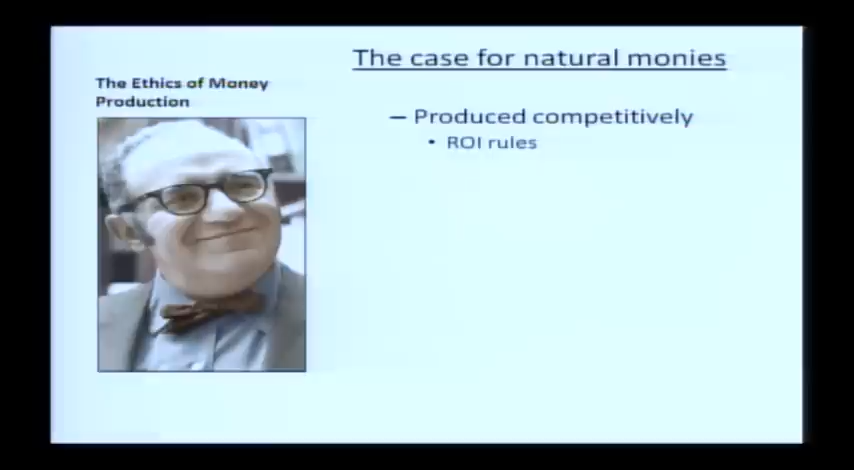 The case for natural monies
The Ethics of Money
Production
– Produced competitively
• ROI rules